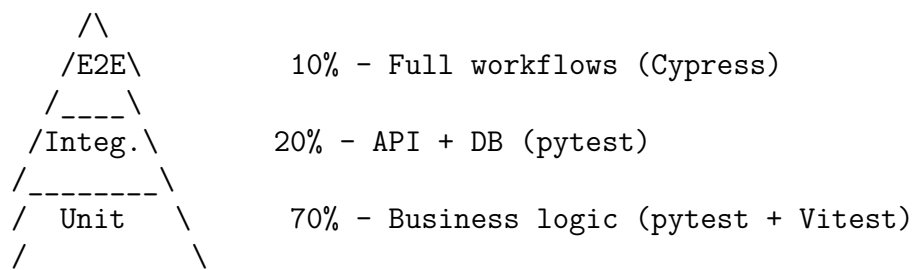 /\
/E2E\ 10% - Full workflows (Cypress)
/____\
/Integ.\ 20% - API + DB (pytest)
/________\
/ Unit \ 70% - Business logic (pytest + Vitest)
/ \